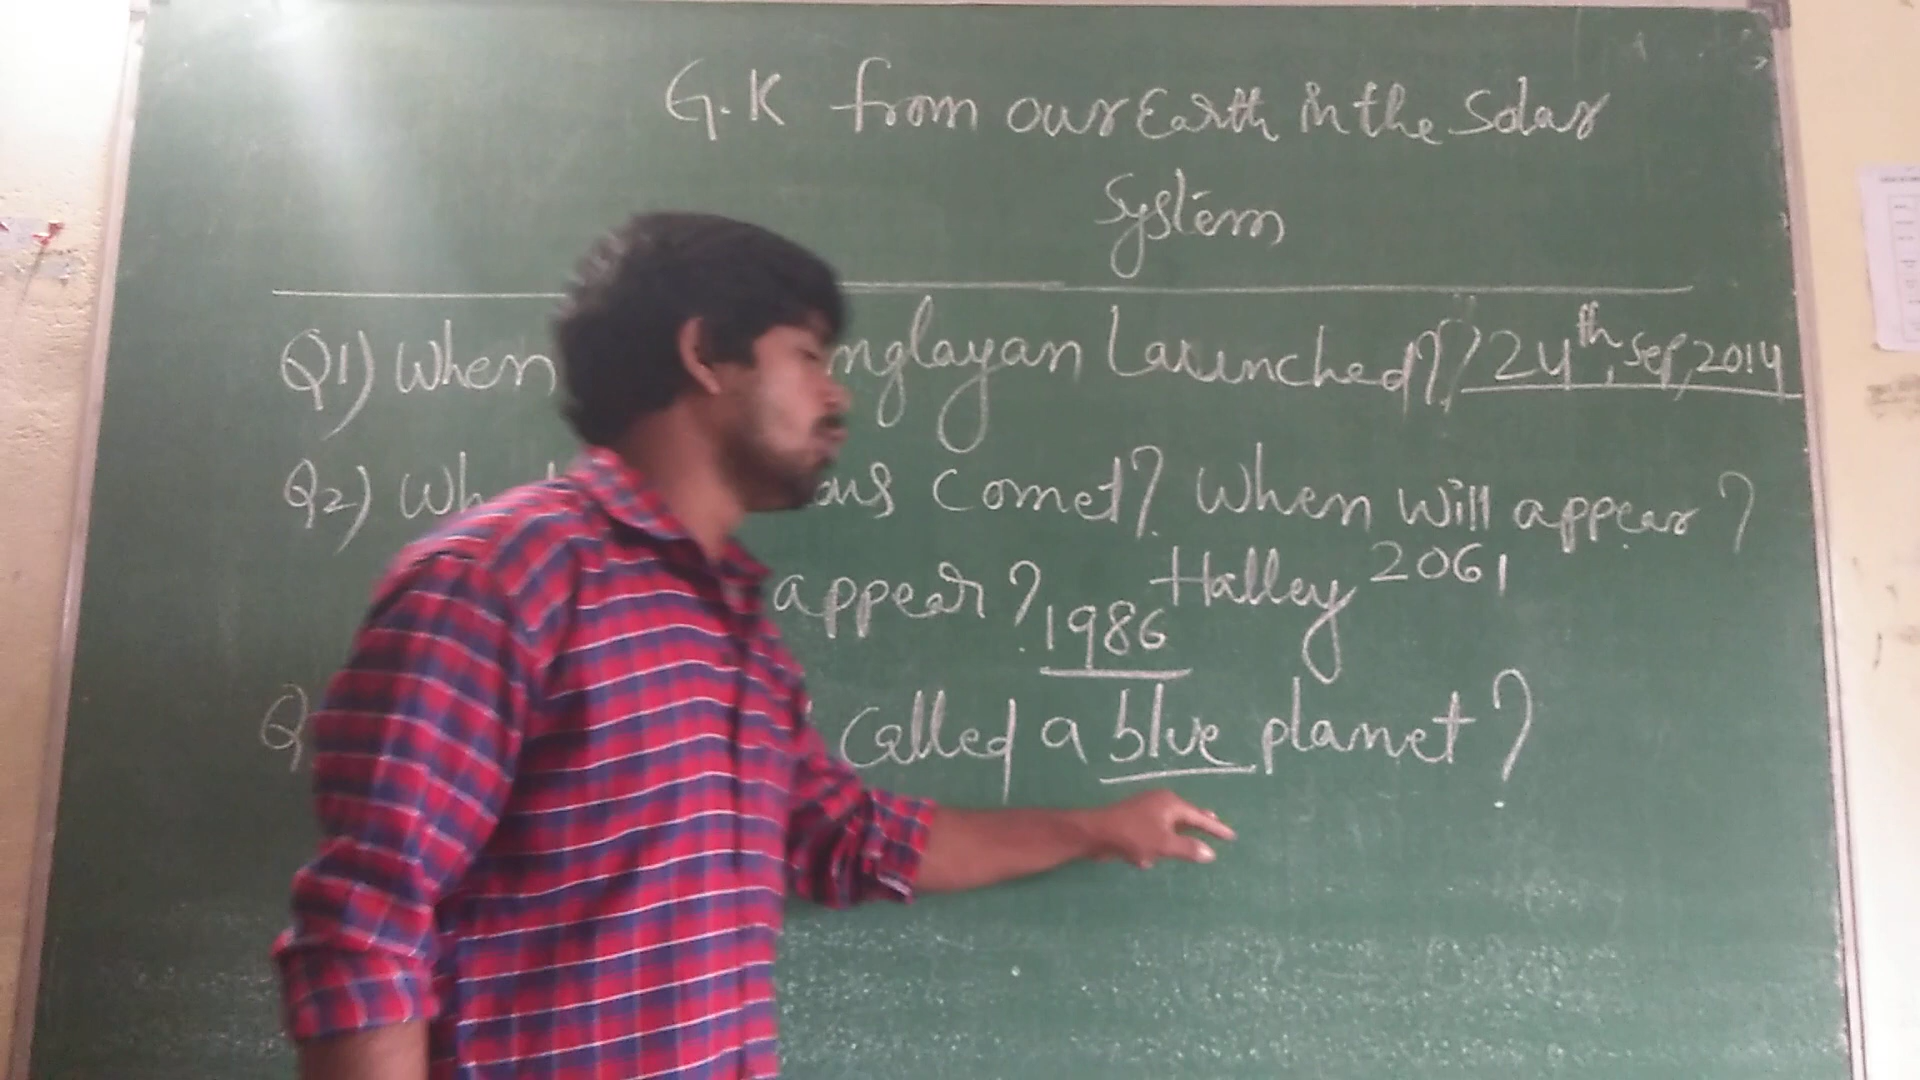 G.K from our Earth in the Solar
System
Q1) When nglayan Launched?? 24th, Sep, 2014
Q2) Wh ous Comet? When will appear?
appear? 1986 Halley 2061
Q called a blue planet?